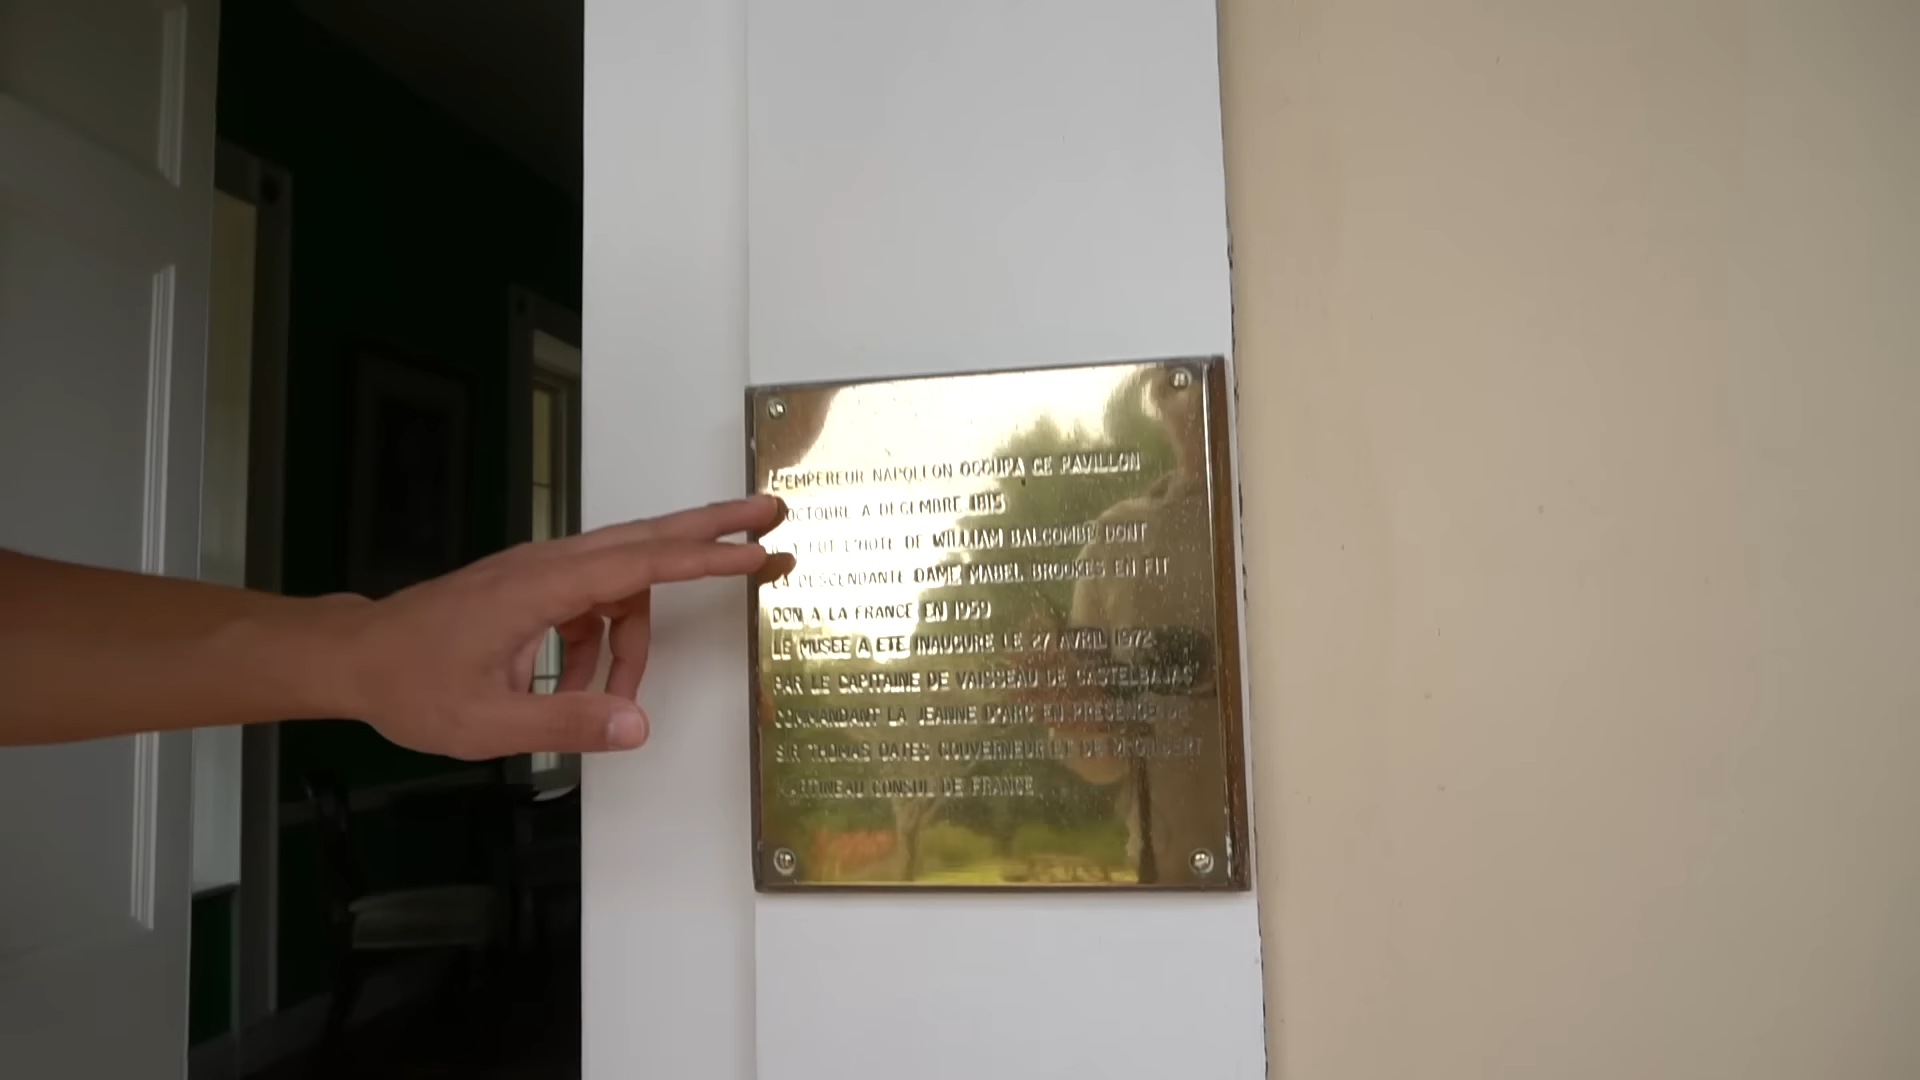 L'EMPEREUR NAPOLEON OCCUPA CE PAVILLON
OCTOBRE A DECEMBRE 1815
IL Y FUT L'HOTE DE WILLIAM BALCOMBE DONT
LA DESCENDANTE DAME MABEL BROOKES EN FIT
DON A LA FRANCE EN 1959
LE MUSEE A ETE INAUGURE LE 27 AVRIL 1972
PAR LE CAPITAINE DE VAISSEAU DE CASTELBAJAC
COMMANDANT LA JEANNE D'ARC EN PRESENCE DE
SIR THOMAS OATES GOUVERNEUR ET DE GILBERT
MARTINEAU CONSUL DE FRANCE